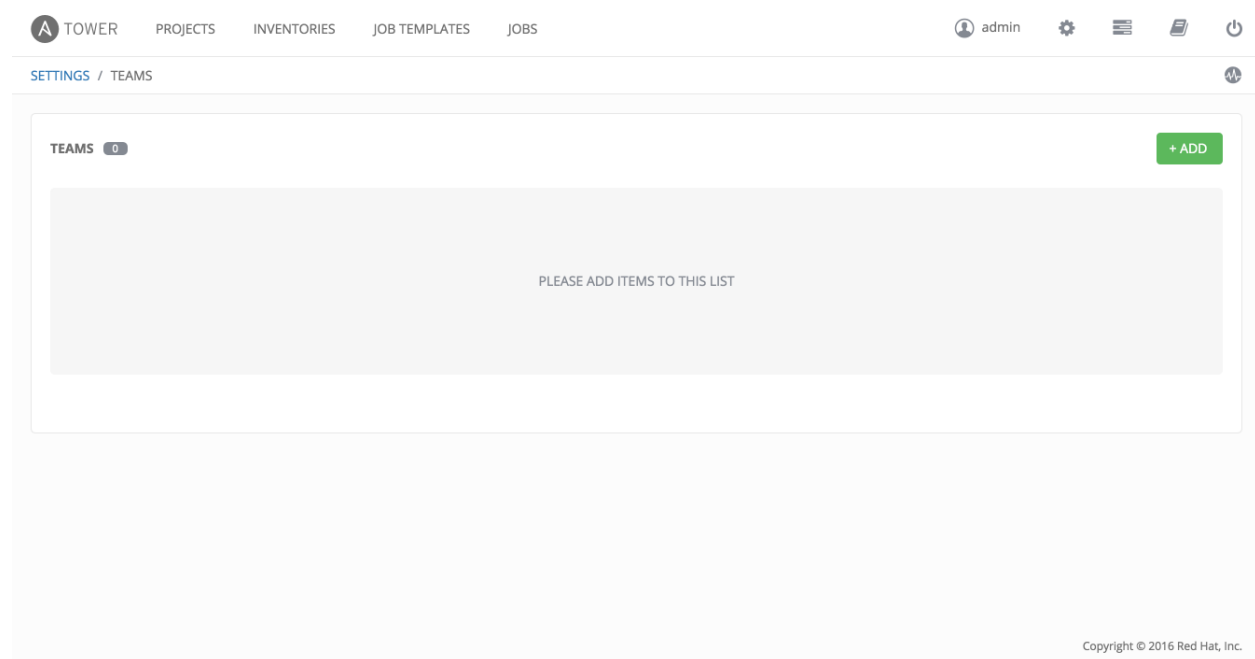 A TOWER PROJECTS INVENTORIES JOB TEMPLATES JOBS admin
SETTINGS / TEAMS
TEAMS 0 + ADD
PLEASE ADD ITEMS TO THIS LIST
Copyright © 2016 Red Hat, Inc.